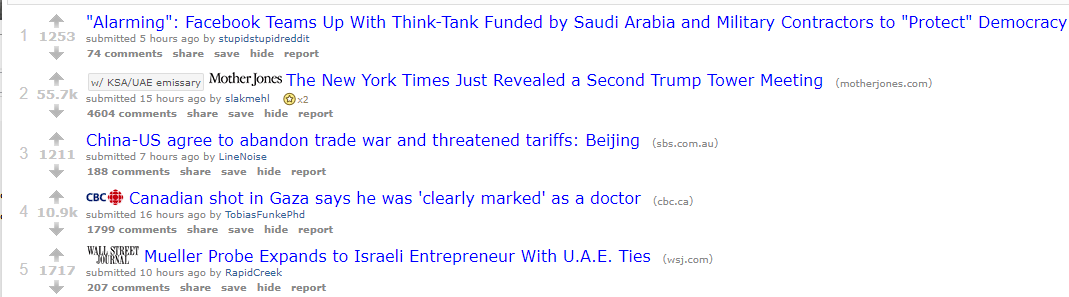 1
1253
"Alarming": Facebook Teams Up With Think-Tank Funded by Saudi Arabia and Military Contractors to "Protect" Democracy
submitted 5 hours ago by stupidstupidreddit
74 comments share save hide report
2
55.7k
w/ KSA/UAE emissary Mother Jones The New York Times Just Revealed a Second Trump Tower Meeting (motherjones.com)
submitted 15 hours ago by slakmehl x2
4604 comments share save hide report
3
1211
China-US agree to abandon trade war and threatened tariffs: Beijing (sbs.com.au)
submitted 7 hours ago by LineNoise
188 comments share save hide report
4
10.9k
CBC Canadian shot in Gaza says he was 'clearly marked' as a doctor (cbc.ca)
submitted 16 hours ago by TobiasFunkePhd
1799 comments share save hide report
5
1717
WALL STREET JOURNAL Mueller Probe Expands to Israeli Entrepreneur With U.A.E. Ties (wsj.com)
submitted 10 hours ago by RapidCreek
207 comments share save hide report